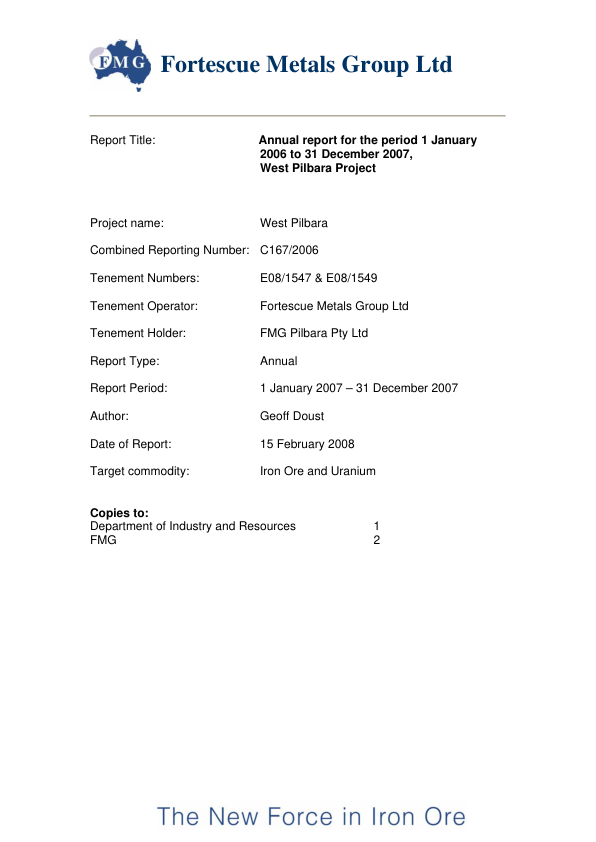 FMG Fortescue Metals Group Ltd
Report Title: Annual report for the period 1 January
2006 to 31 December 2007,
West Pilbara Project
Project name: West Pilbara
Combined Reporting Number: C167/2006
Tenement Numbers: E08/1547 & E08/1549
Tenement Operator: Fortescue Metals Group Ltd
Tenement Holder: FMG Pilbara Pty Ltd
Report Type: Annual
Report Period: 1 January 2007 – 31 December 2007
Author: Geoff Doust
Date of Report: 15 February 2008
Target commodity: Iron Ore and Uranium
Copies to:
Department of Industry and Resources 1
FMG 2
The New Force in Iron Ore